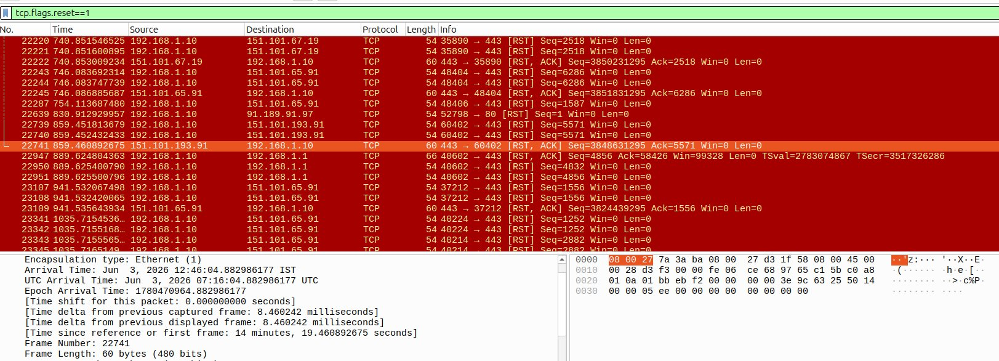 tcp.flags.reset==1
No. Time Source Destination Protocol Length Info
22220 740.851546525 192.168.1.10 151.101.67.19 TCP 54 35890 → 443 [RST] Seq=2518 Win=0 Len=0
22221 740.851600895 192.168.1.10 151.101.67.19 TCP 54 35890 → 443 [RST] Seq=2518 Win=0 Len=0
22222 740.853009234 151.101.67.19 192.168.1.10 TCP 60 443 → 35890 [RST, ACK] Seq=3850231295 Ack=2518 Win=0 Len=0
22243 746.083692314 192.168.1.10 151.101.65.91 TCP 54 48404 → 443 [RST] Seq=6286 Win=0 Len=0
22244 746.083747739 192.168.1.10 151.101.65.91 TCP 54 48404 → 443 [RST] Seq=6286 Win=0 Len=0
22245 746.086885687 151.101.65.91 192.168.1.10 TCP 60 443 → 48404 [RST, ACK] Seq=3851831295 Ack=6286 Win=0 Len=0
22287 754.113687480 192.168.1.10 151.101.65.91 TCP 54 48406 → 443 [RST] Seq=1587 Win=0 Len=0
22639 830.912929957 192.168.1.10 91.189.91.97 TCP 54 52798 → 80 [RST] Seq=1 Win=0 Len=0
22739 859.451813679 192.168.1.10 151.101.193.91 TCP 54 60402 → 443 [RST] Seq=5571 Win=0 Len=0
22740 859.452432433 192.168.1.10 151.101.193.91 TCP 54 60402 → 443 [RST] Seq=5571 Win=0 Len=0
22741 859.460892675 151.101.193.91 192.168.1.10 TCP 60 443 → 60402 [RST, ACK] Seq=3848631295 Ack=5571 Win=0 Len=0
22947 889.624804363 192.168.1.10 192.168.1.1 TCP 66 40602 → 443 [RST, ACK] Seq=4856 Ack=58426 Win=99328 Len=0 TSval=2783074867 TSecr=3517326286
22950 889.625400790 192.168.1.10 192.168.1.1 TCP 54 40602 → 443 [RST] Seq=4832 Win=0 Len=0
22951 889.625500796 192.168.1.10 192.168.1.1 TCP 54 40602 → 443 [RST] Seq=4856 Win=0 Len=0
23107 941.532067498 192.168.1.10 151.101.65.91 TCP 54 37212 → 443 [RST] Seq=1556 Win=0 Len=0
23108 941.532420065 192.168.1.10 151.101.65.91 TCP 54 37212 → 443 [RST] Seq=1556 Win=0 Len=0
23109 941.535643934 151.101.65.91 192.168.1.10 TCP 60 443 → 37212 [RST, ACK] Seq=3824439295 Ack=1556 Win=0 Len=0
23341 1035.7154536… 192.168.1.10 151.101.65.91 TCP 54 40224 → 443 [RST] Seq=1252 Win=0 Len=0
23342 1035.7155168… 192.168.1.10 151.101.65.91 TCP 54 40224 → 443 [RST] Seq=1252 Win=0 Len=0
23343 1035.7155565… 192.168.1.10 151.101.65.91 TCP 54 40214 → 443 [RST] Seq=2882 Win=0 Len=0
23345 1035.7165149… 192.168.1.10 151.101.65.91 TCP 54 40214 → 443 [RST] Seq=2882 Win=0 Len=0
Encapsulation type: Ethernet (1)
Arrival Time: Jun  3, 2026 12:46:04.882986177 IST
UTC Arrival Time: Jun  3, 2026 07:16:04.882986177 UTC
Epoch Arrival Time: 1780470964.882986177
[Time shift for this packet: 0.000000000 seconds]
[Time delta from previous captured frame: 8.460242 milliseconds]
[Time delta from previous displayed frame: 8.460242 milliseconds]
[Time since reference or first frame: 14 minutes, 19.460892675 seconds]
Frame Number: 22741
Frame Length: 60 bytes (480 bits)
0000 08 00 27 7a 3a ba 08 00 27 d3 1f 58 08 00 45 00 ··'z:··· '··X··E·
0010 00 28 d3 f3 00 00 fe 06 ce 68 97 65 c1 5b c0 a8 ·(······ ·h·e·[··
0020 01 0a 01 bb eb f2 00 00 00 00 3e 9c 63 25 50 14 ········ ··>·c%P·
0030 00 00 05 ee 00 00 00 00 00 00 00 00 ········ ····